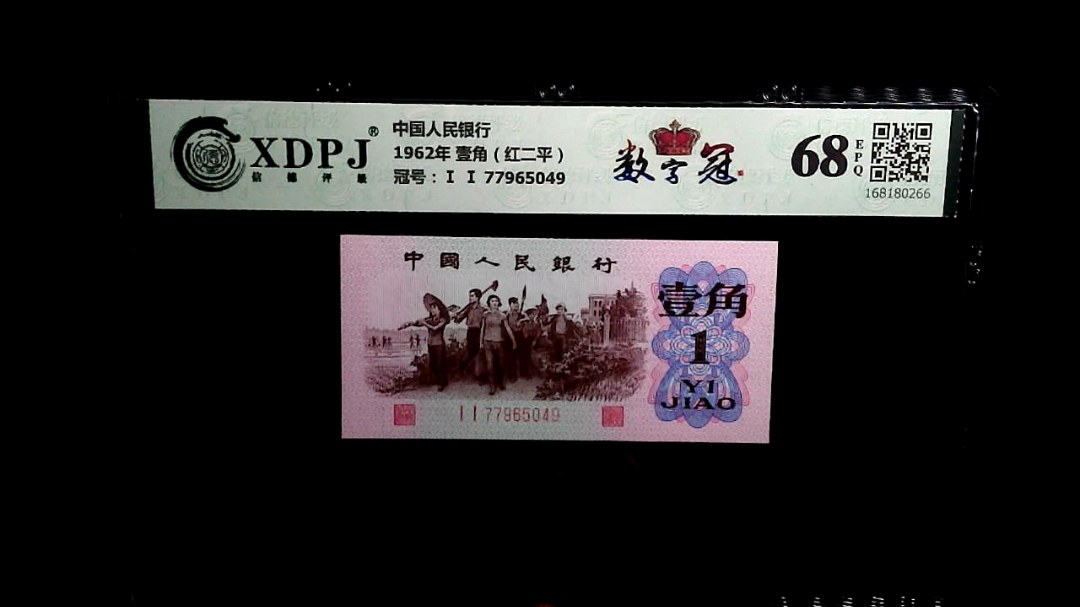 XDPJ®
信德评级
中国人民银行
1962年 壹角（红二平）
冠号：I I 77965049
数字冠
68
EPQ
168180266
中國人民銀行
壹角
1
YI
JIAO
I I 77965049